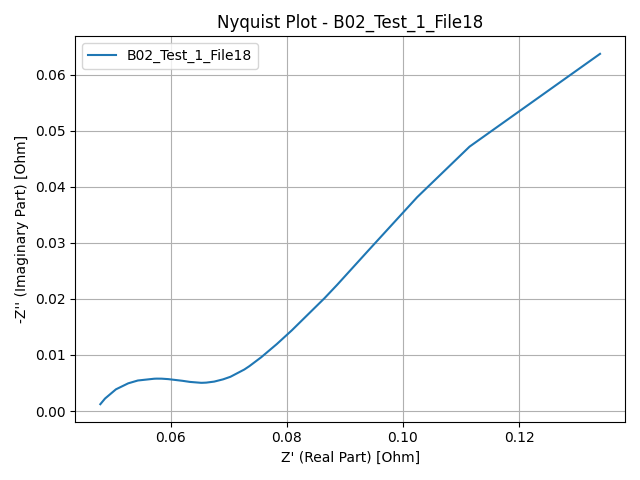 Nyquist Plot - B02_Test_1_File18
B02_Test_1_File18
-Z'' (Imaginary Part) [Ohm]
0.06
0.05
0.04
0.03
0.02
0.01
0.00
0.06 0.08 0.10 0.12
Z' (Real Part) [Ohm]